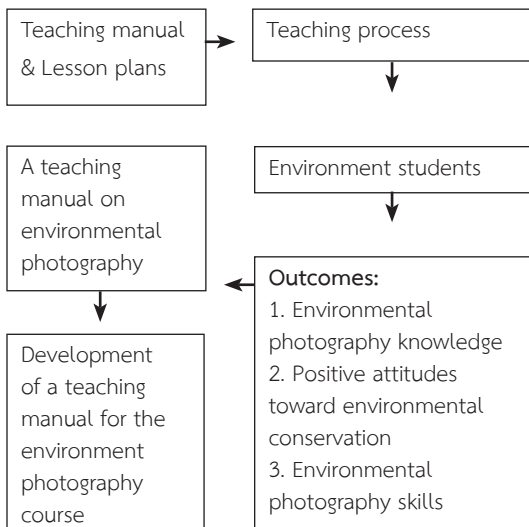 Teaching manual
& Lesson plans
Teaching process
Environment students
Outcomes:
1. Environmental
photography knowledge
2. Positive attitudes
toward environmental
conservation
3. Environmental
photography skills
A teaching
manual on
environmental
photography
Development
of a teaching
manual for the
environment
photography
course